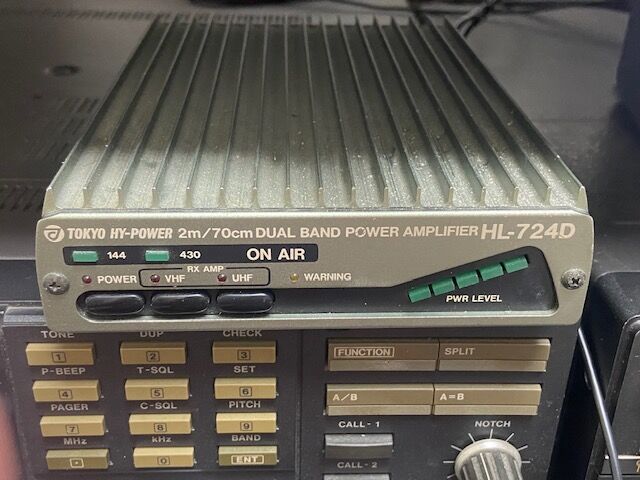 TOKYO HY-POWER 2m/70cm DUAL BAND POWER AMPLIFIER HL-724D
144 430 ON AIR
RX AMP
POWER VHF UHF WARNING
PWR LEVEL
TONE DUP CHECK
1 2 3
P-BEEP T-SQL SET
4 5 6
PAGER C-SQL PITCH
7 8 9
MHz kHz BAND
· 0 ENT
FUNCTION SPLIT
A/B A=B
CALL-1 NOTCH
CALL-2